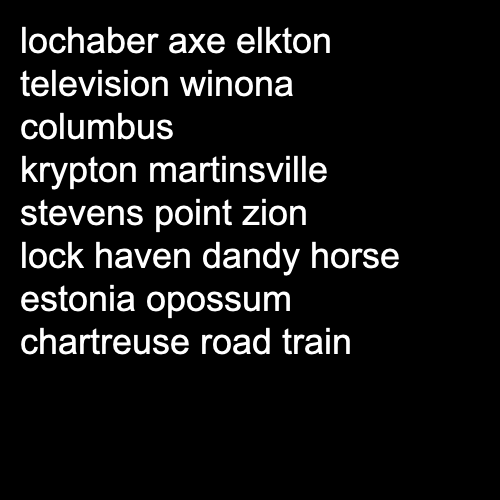 lochaber axe elkton
television winona
columbus
krypton martinsville
stevens point zion
lock haven dandy horse
estonia opossum
chartreuse road train